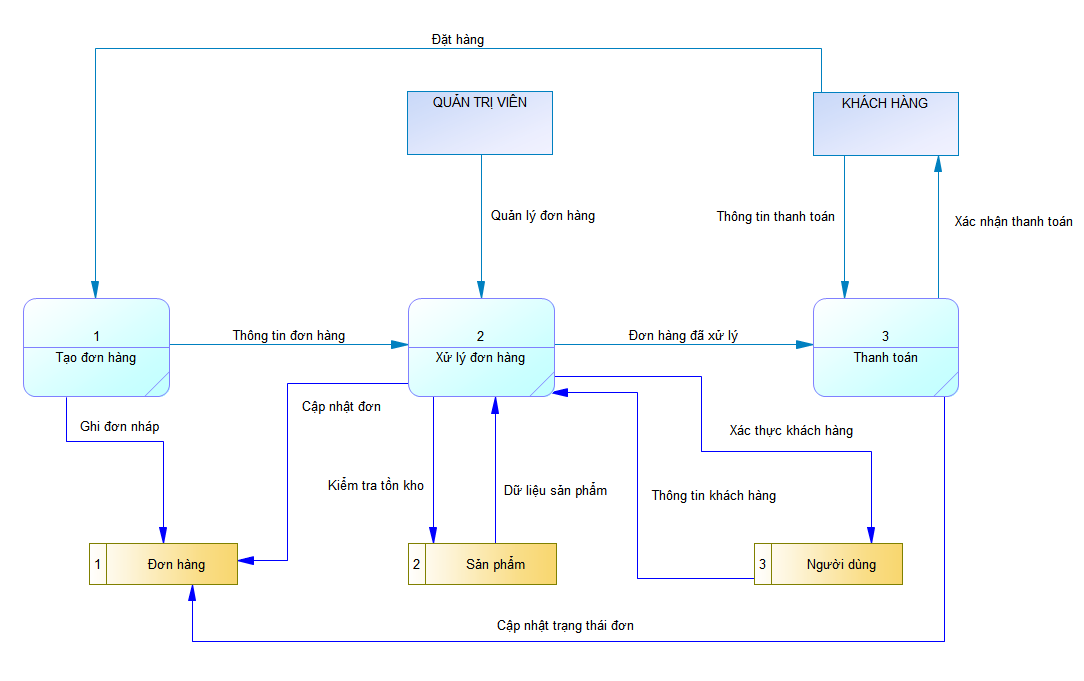 Đặt hàng
QUẢN TRỊ VIÊN
KHÁCH HÀNG
Quản lý đơn hàng
Thông tin thanh toán
Xác nhận thanh toán
1
Tạo đơn hàng
Thông tin đơn hàng
2
Xử lý đơn hàng
Đơn hàng đã xử lý
3
Thanh toán
Ghi đơn nháp
Cập nhật đơn
Kiểm tra tồn kho
Dữ liệu sản phẩm
Xác thực khách hàng
Thông tin khách hàng
1
Đơn hàng
2
Sản phẩm
3
Người dùng
Cập nhật trạng thái đơn